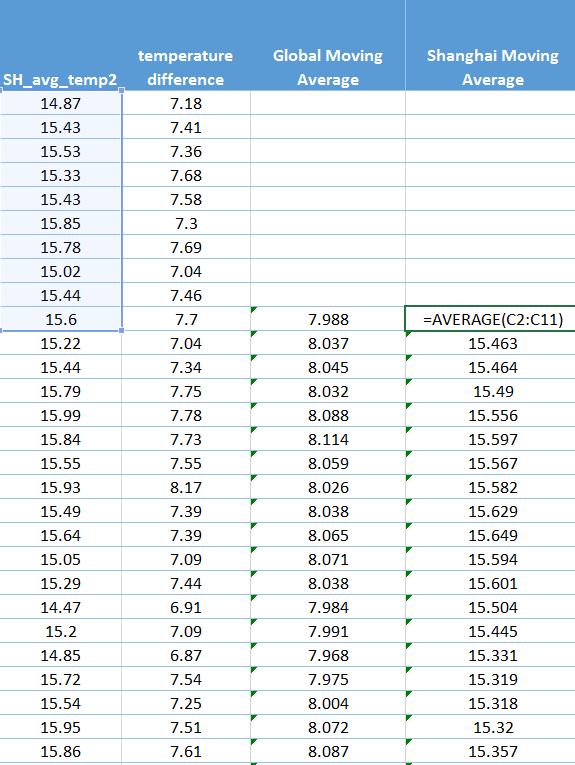 SH_avg_temp2 temperature difference Global Moving Average Shanghai Moving Average
14.87 7.18
15.43 7.41
15.53 7.36
15.33 7.68
15.43 7.58
15.85 7.3
15.78 7.69
15.02 7.04
15.44 7.46
15.6 7.7 7.988 =AVERAGE(C2:C11)
15.22 7.04 8.037 15.463
15.44 7.34 8.045 15.464
15.79 7.75 8.032 15.49
15.99 7.78 8.088 15.556
15.84 7.73 8.114 15.597
15.55 7.55 8.059 15.567
15.93 8.17 8.026 15.582
15.49 7.39 8.038 15.629
15.64 7.39 8.065 15.649
15.05 7.09 8.071 15.594
15.29 7.44 8.038 15.601
14.47 6.91 7.984 15.504
15.2 7.09 7.991 15.445
14.85 6.87 7.968 15.331
15.72 7.54 7.975 15.319
15.54 7.25 8.004 15.318
15.95 7.51 8.072 15.32
15.86 7.61 8.087 15.357